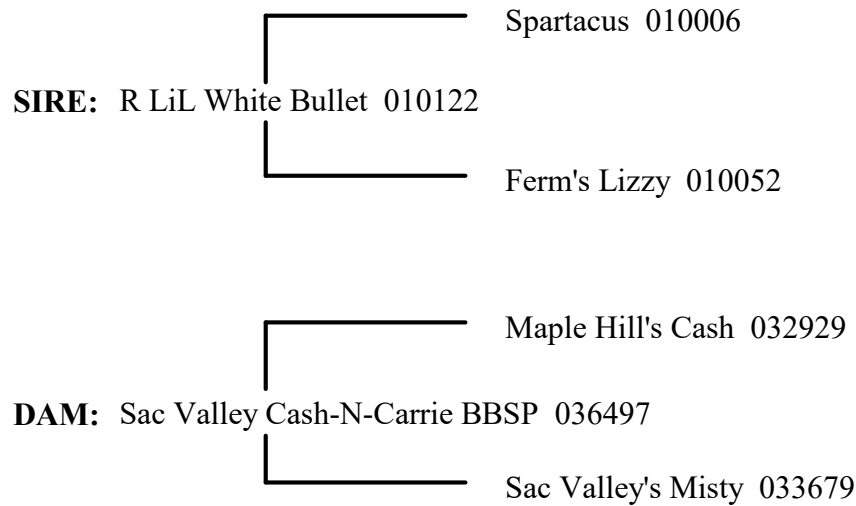 Spartacus 010006
SIRE: R LiL White Bullet 010122
Ferm's Lizzy 010052
Maple Hill's Cash 032929
DAM: Sac Valley Cash-N-Carrie BBSP 036497
Sac Valley's Misty 033679